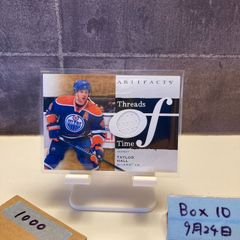 ARTIFACTS
Threads
of
Time
TAYLOR
HALL
1000
Box 10
9月24日